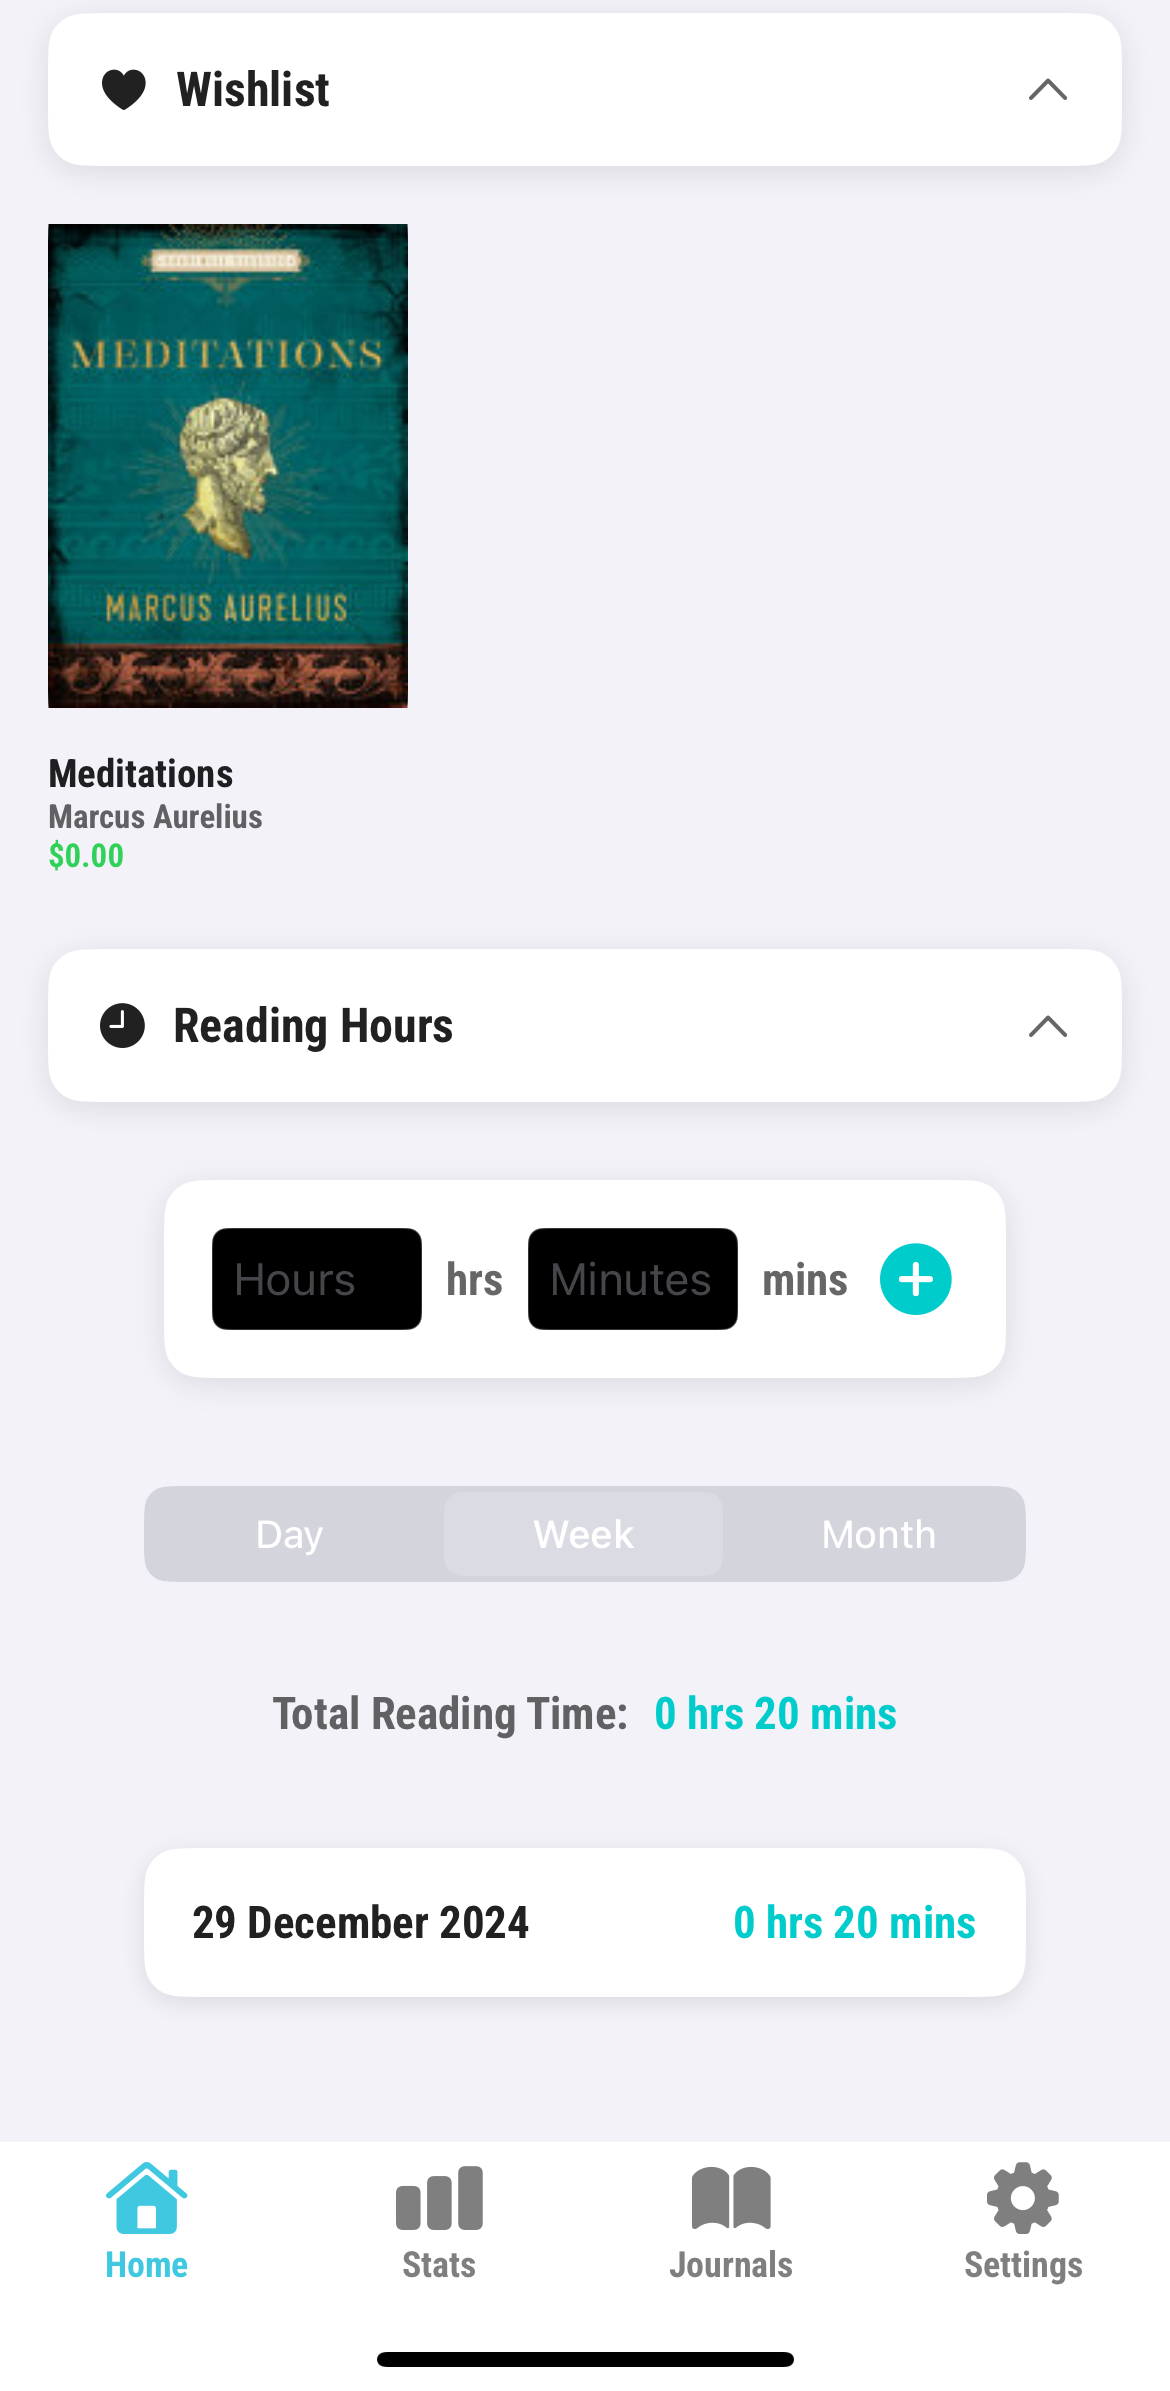 Wishlist
MEDITATIONS
MARCUS AURELIUS
Meditations
Marcus Aurelius
$0.00
Reading Hours
Hours hrs Minutes mins
Day Week Month
Total Reading Time: 0 hrs 20 mins
29 December 2024 0 hrs 20 mins
Home Stats Journals Settings